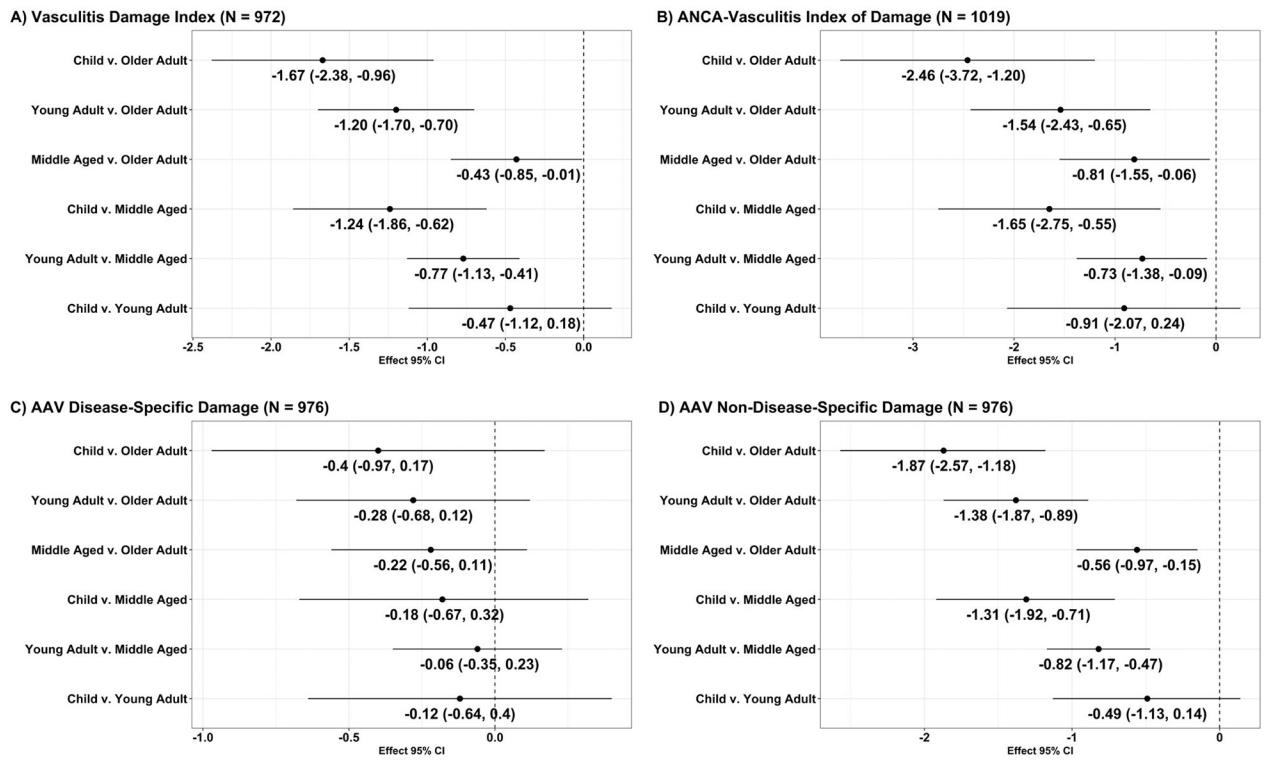 A) Vasculitis Damage Index (N = 972)
Child v. Older Adult
-1.67 (-2.38, -0.96)
Young Adult v. Older Adult
-1.20 (-1.70, -0.70)
Middle Aged v. Older Adult
-0.43 (-0.85, -0.01)
Child v. Middle Aged
-1.24 (-1.86, -0.62)
Young Adult v. Middle Aged
-0.77 (-1.13, -0.41)
Child v. Young Adult
-0.47 (-1.12, 0.18)
-2.5 -2.0 -1.5 -1.0 -0.5 0.0
Effect 95% CI
B) ANCA-Vasculitis Index of Damage (N = 1019)
Child v. Older Adult
-2.46 (-3.72, -1.20)
Young Adult v. Older Adult
-1.54 (-2.43, -0.65)
Middle Aged v. Older Adult
-0.81 (-1.55, -0.06)
Child v. Middle Aged
-1.65 (-2.75, -0.55)
Young Adult v. Middle Aged
-0.73 (-1.38, -0.09)
Child v. Young Adult
-0.91 (-2.07, 0.24)
-3 -2 -1 0
Effect 95% CI
C) AAV Disease-Specific Damage (N = 976)
Child v. Older Adult
-0.4 (-0.97, 0.17)
Young Adult v. Older Adult
-0.28 (-0.68, 0.12)
Middle Aged v. Older Adult
-0.22 (-0.56, 0.11)
Child v. Middle Aged
-0.18 (-0.67, 0.32)
Young Adult v. Middle Aged
-0.06 (-0.35, 0.23)
Child v. Young Adult
-0.12 (-0.64, 0.4)
-1.0 -0.5 0.0
Effect 95% CI
D) AAV Non-Disease-Specific Damage (N = 976)
Child v. Older Adult
-1.87 (-2.57, -1.18)
Young Adult v. Older Adult
-1.38 (-1.87, -0.89)
Middle Aged v. Older Adult
-0.56 (-0.97, -0.15)
Child v. Middle Aged
-1.31 (-1.92, -0.71)
Young Adult v. Middle Aged
-0.82 (-1.17, -0.47)
Child v. Young Adult
-0.49 (-1.13, 0.14)
-2 -1 0
Effect 95% CI